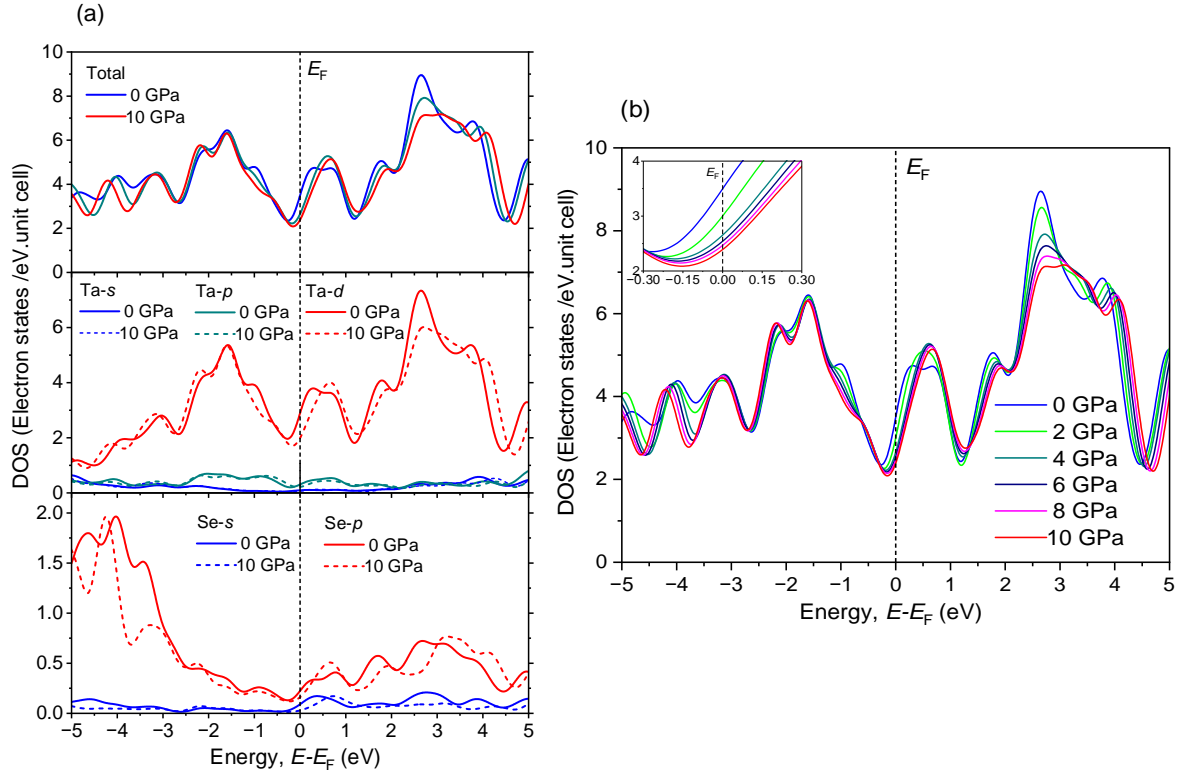 (a)
10
8
6
4
2
0
Total
0 GPa
10 GPa
E_F
6
4
2
0
Ta-s Ta-p Ta-d
0 GPa 0 GPa 0 GPa
10 GPa 10 GPa 10 GPa
2.0
1.5
1.0
0.5
0.0
Se-s Se-p
0 GPa 0 GPa
10 GPa 10 GPa
−5 −4 −3 −2 −1 0 1 2 3 4 5
Energy, E-E_F (eV)
DOS (Electron states /eV.unit cell)
(b)
10
8
6
4
2
0
E_F
4
3
2
E_F
−0.30 −0.15 0.00 0.15 0.30
0 GPa
2 GPa
4 GPa
6 GPa
8 GPa
10 GPa
−5 −4 −3 −2 −1 0 1 2 3 4 5
Energy, E-E_F (eV)
DOS (Electron states /eV.unit cell)